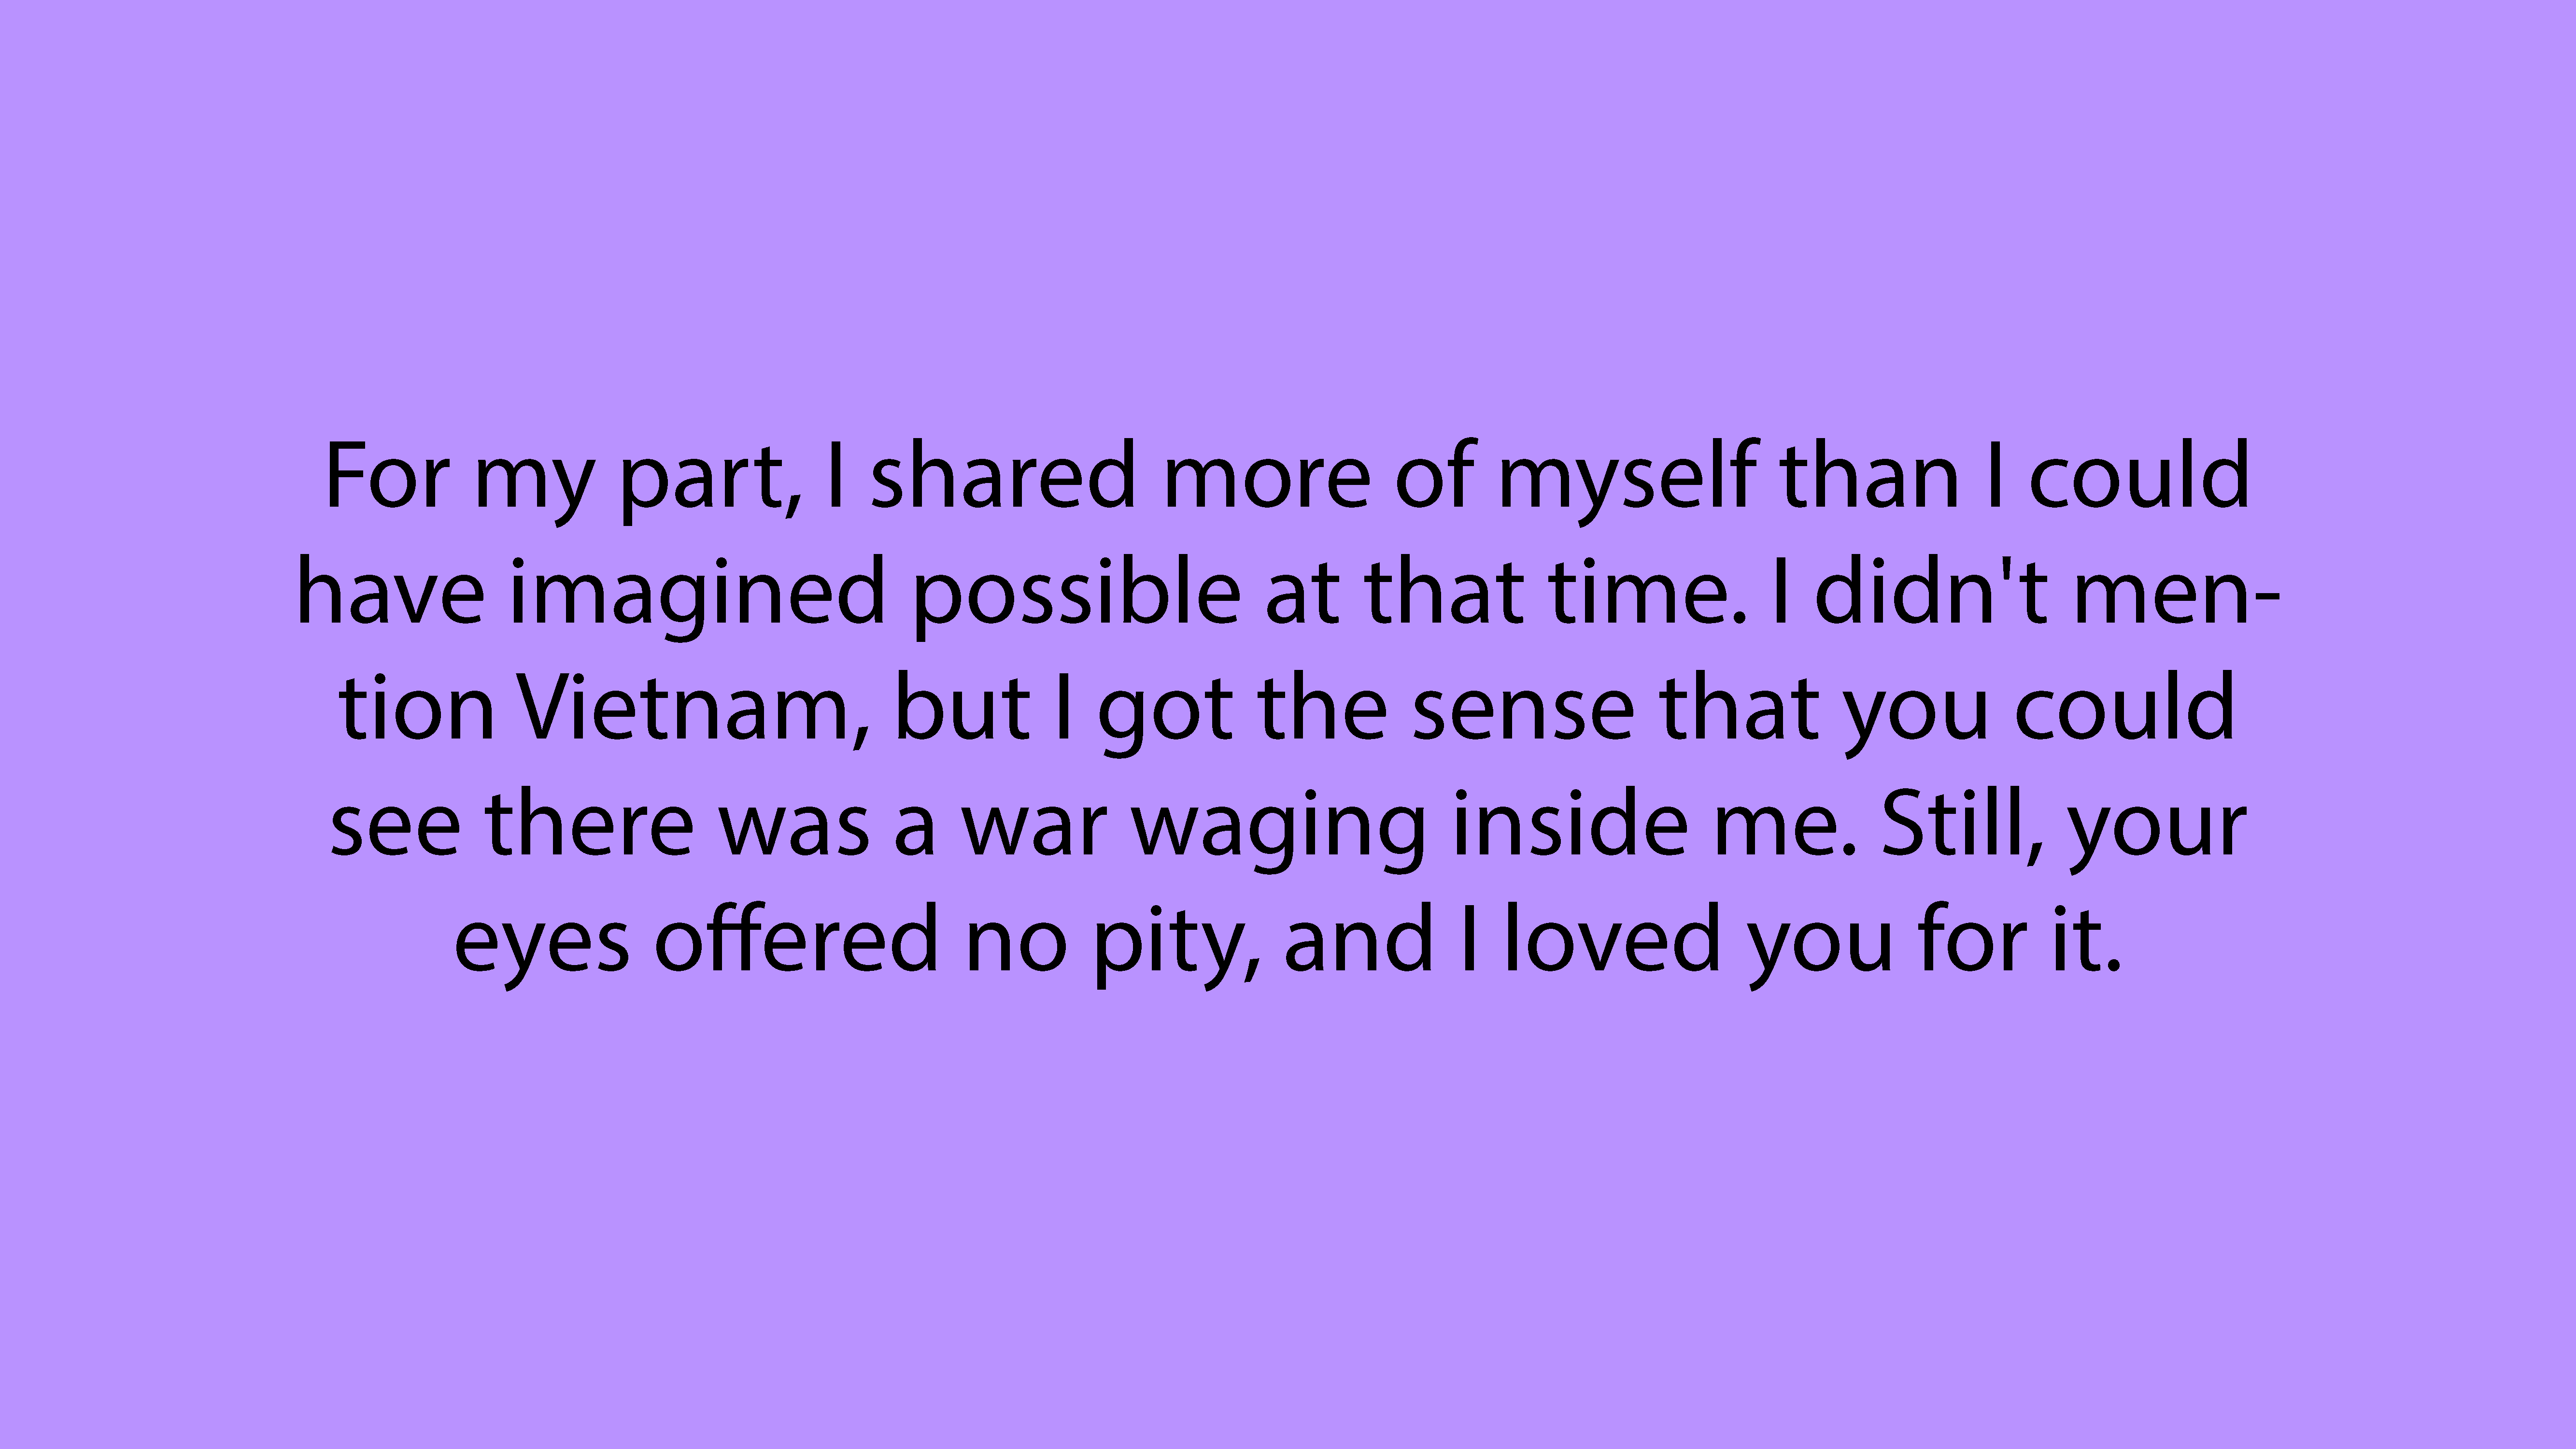 For my part, I shared more of myself than I could
have imagined possible at that time. I didn't men-
tion Vietnam, but I got the sense that you could
see there was a war waging inside me. Still, your
eyes offered no pity, and I loved you for it.